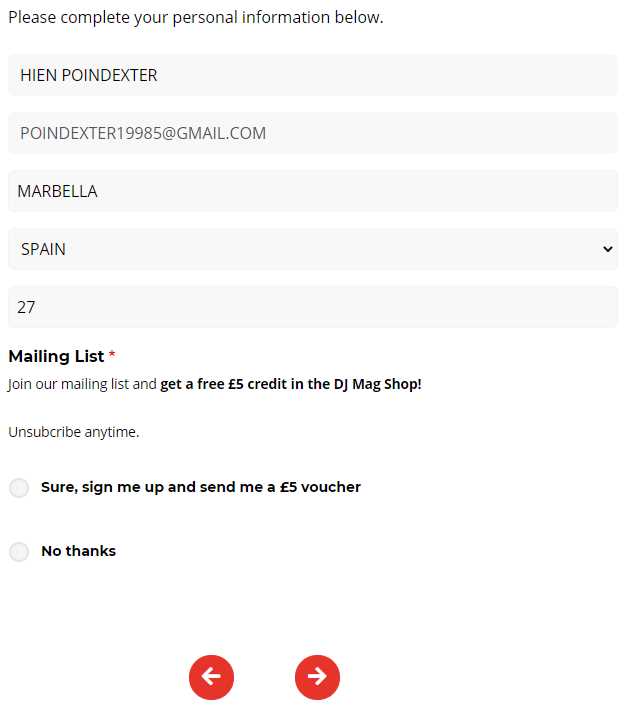 Please complete your personal information below.
HIEN POINDEXTER
POINDEXTER19985@GMAIL.COM
MARBELLA
SPAIN
27
Mailing List *
Join our mailing list and get a free £5 credit in the DJ Mag Shop!
Unsubcribe anytime.
Sure, sign me up and send me a £5 voucher
No thanks